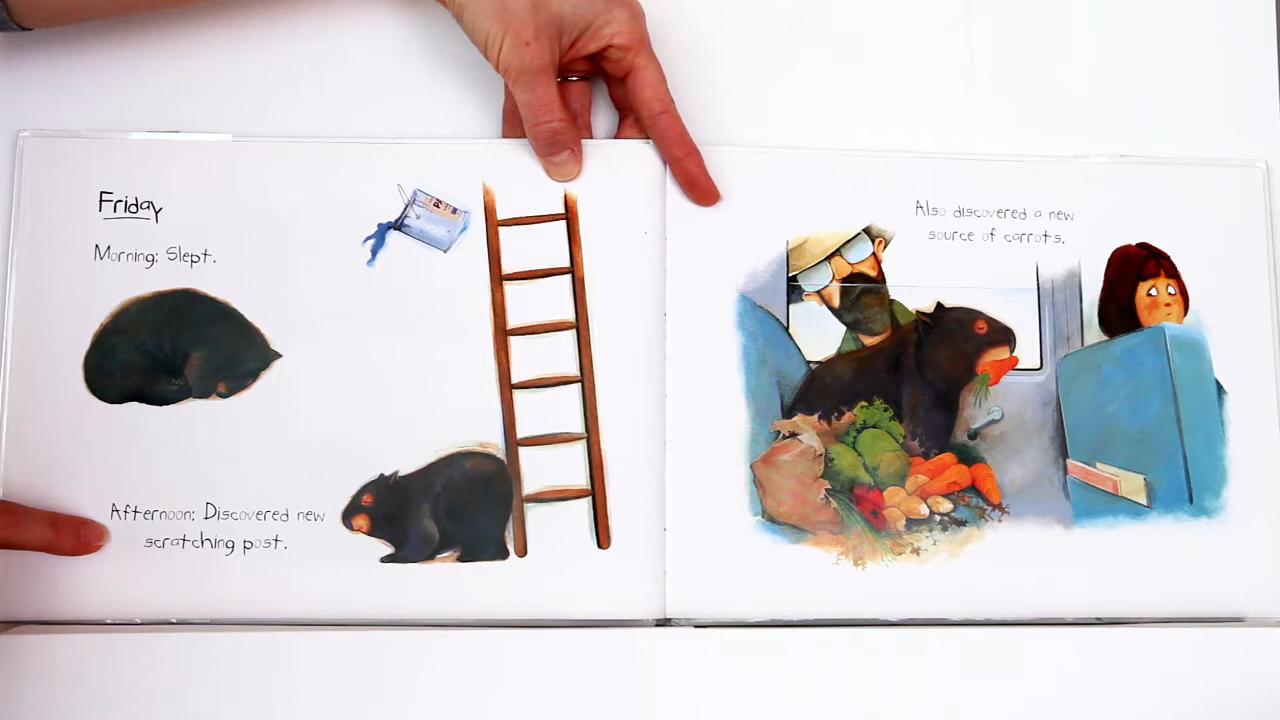 Friday
Morning: Slept.
Afternoon: Discovered new
scratching post.
Also discovered a new
source of carrots.